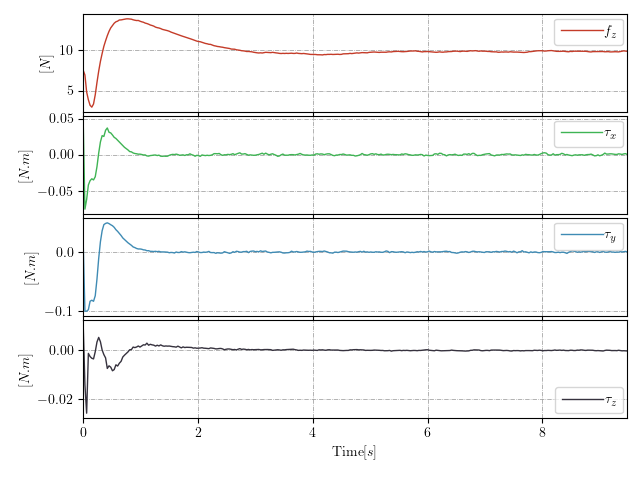 10
5
[N]
f_z
0.05
0.00
−0.05
[N.m]
τ_x
0.0
−0.1
[N.m]
τ_y
0.00
−0.02
[N.m]
τ_z
0 2 4 6 8
Time[s]